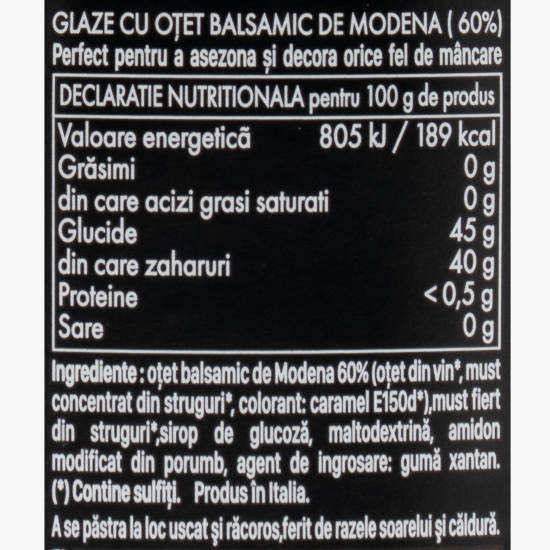 GLAZE CU OȚET BALSAMIC DE MODENA ( 60%)
Perfect pentru a asezona și decora orice fel de mâncare
DECLARATIE NUTRITIONALA pentru 100 g de produs
Valoare energetică 805 kJ / 189 kcal
Grăsimi 0 g
din care acizi grasi saturati 0 g
Glucide 45 g
din care zaharuri 40 g
Proteine < 0,5 g
Sare 0 g
Ingrediente : oțet balsamic de Modena 60% (oțet din vin*, must
concentrat din struguri*, colorant: caramel E150d*),must fiert
din struguri*,sirop de glucoză, maltodextrină, amidon
modificat din porumb, agent de ingrosare: gumă xantan.
(*) Contine sulfiți. Produs în Italia.
A se păstra la loc uscat și răcoros,ferit de razele soarelui și căldură.